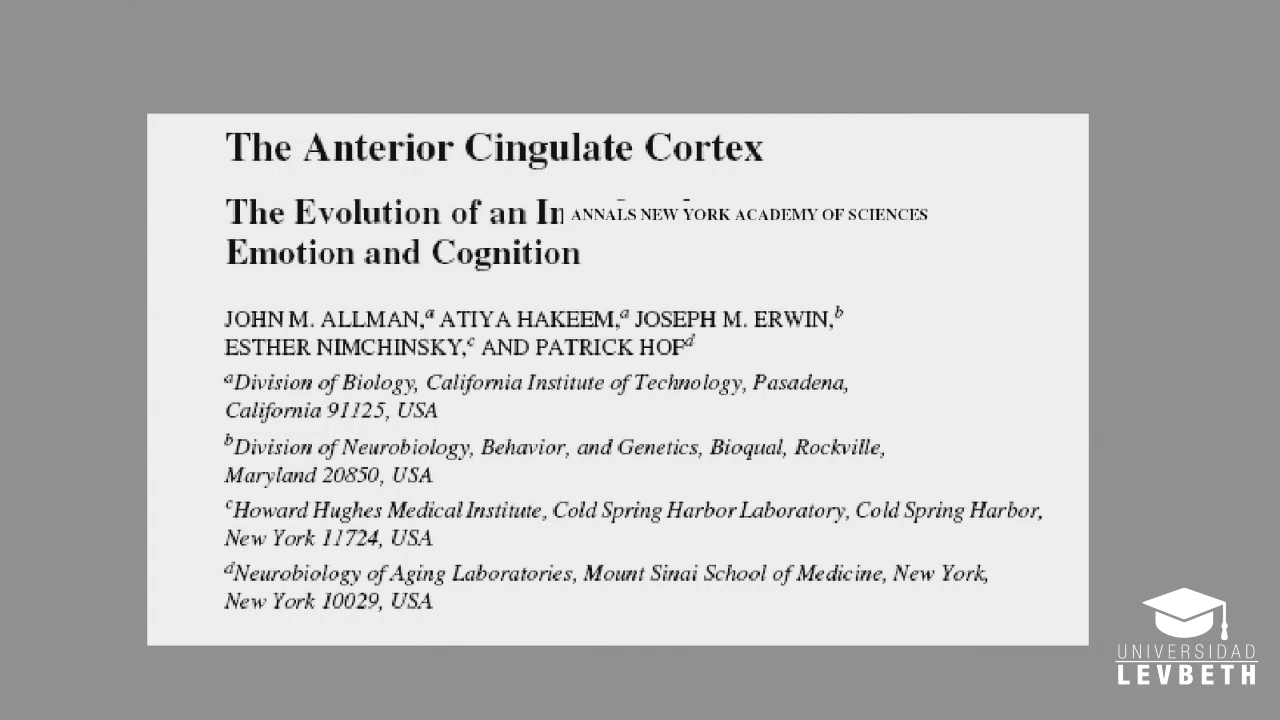 The Anterior Cingulate Cortex
The Evolution of an
ANNALS NEW YORK ACADEMY OF SCIENCES
Emotion and Cognition
JOHN M. ALLMAN,ᵃ ATIYA HAKEEM,ᵃ JOSEPH M. ERWIN,ᵇ
ESTHER NIMCHINSKY,ᶜ AND PATRICK HOFᵈ
ᵃDivision of Biology, California Institute of Technology, Pasadena,
California 91125, USA
ᵇDivision of Neurobiology, Behavior, and Genetics, Bioqual, Rockville,
Maryland 20850, USA
ᶜHoward Hughes Medical Institute, Cold Spring Harbor Laboratory, Cold Spring Harbor,
New York 11724, USA
ᵈNeurobiology of Aging Laboratories, Mount Sinai School of Medicine, New York,
New York 10029, USA
UNIVERSIDAD
LEVBETH